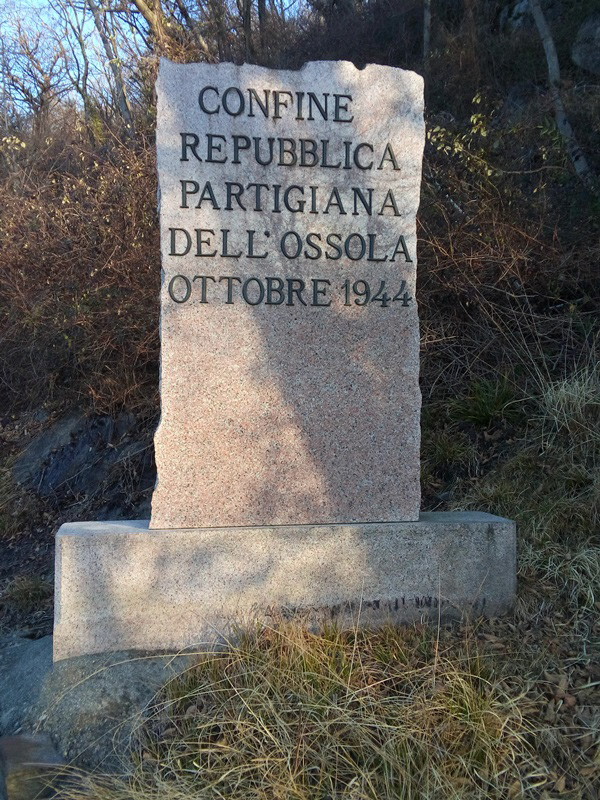 CONFINE
REPUBBLICA
PARTIGIANA
DELL'OSSOLA
OTTOBRE 1944